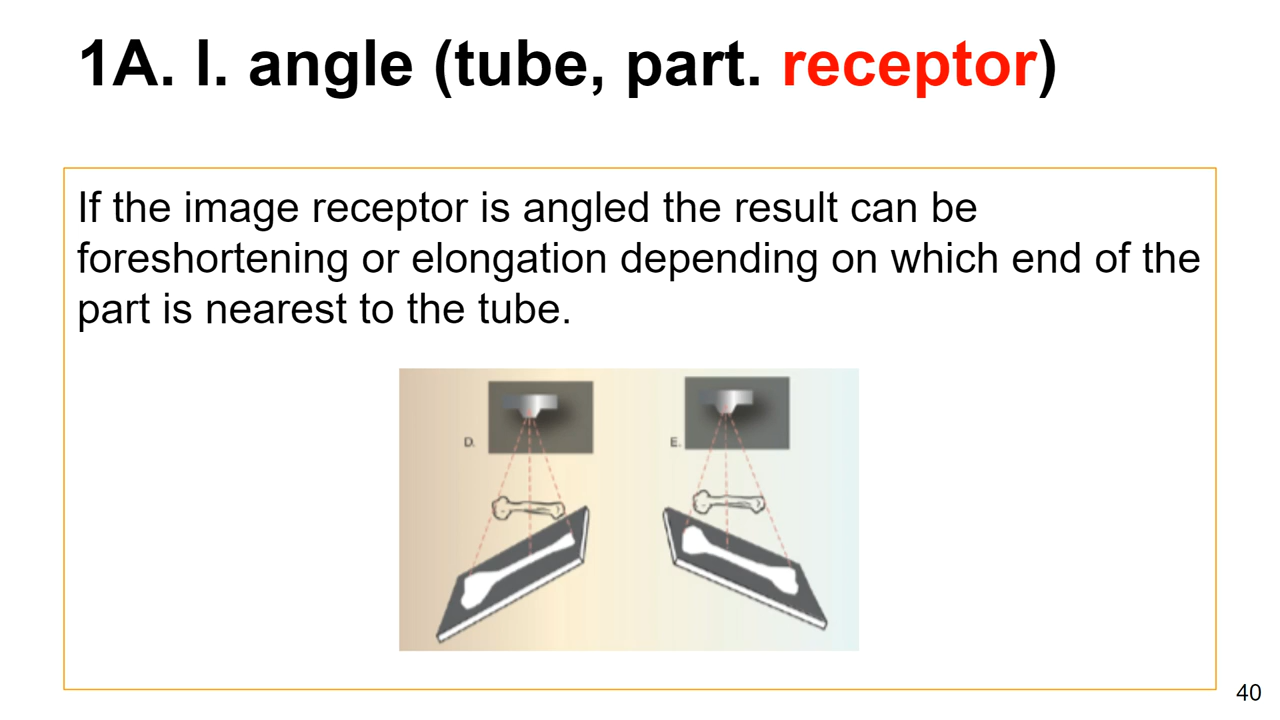 1A. I. angle (tube, part. receptor)
If the image receptor is angled the result can be
foreshortening or elongation depending on which end of the
part is nearest to the tube.
D.
E.
40